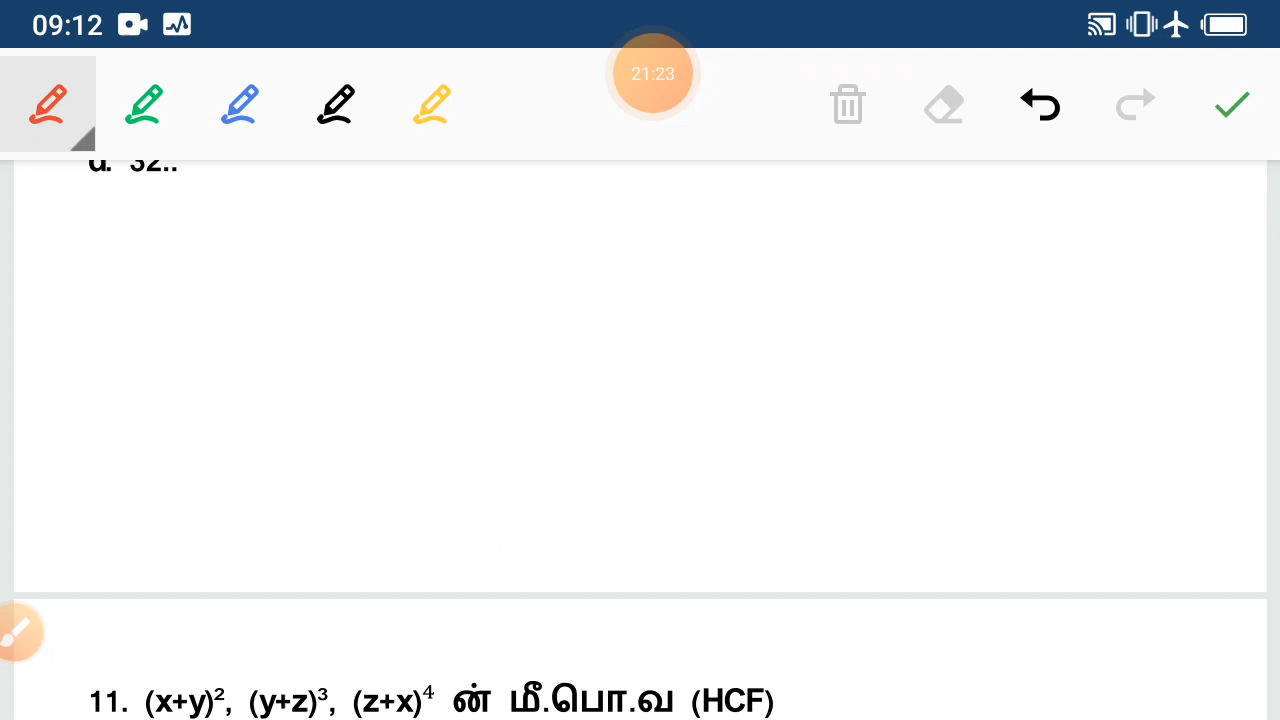 09:12
21:23
d. 32..
11. (x+y)², (y+z)³, (z+x)⁴ ன் மீ.பொ.வ (HCF)